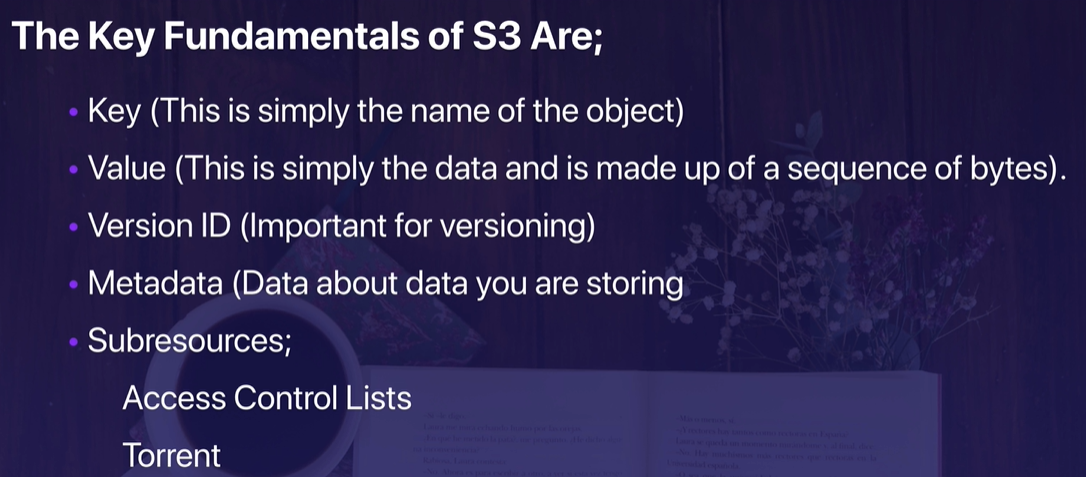 The Key Fundamentals of S3 Are;
• Key (This is simply the name of the object)
• Value (This is simply the data and is made up of a sequence of bytes).
• Version ID (Important for versioning)
• Metadata (Data about data you are storing
• Subresources;
Access Control Lists
Torrent